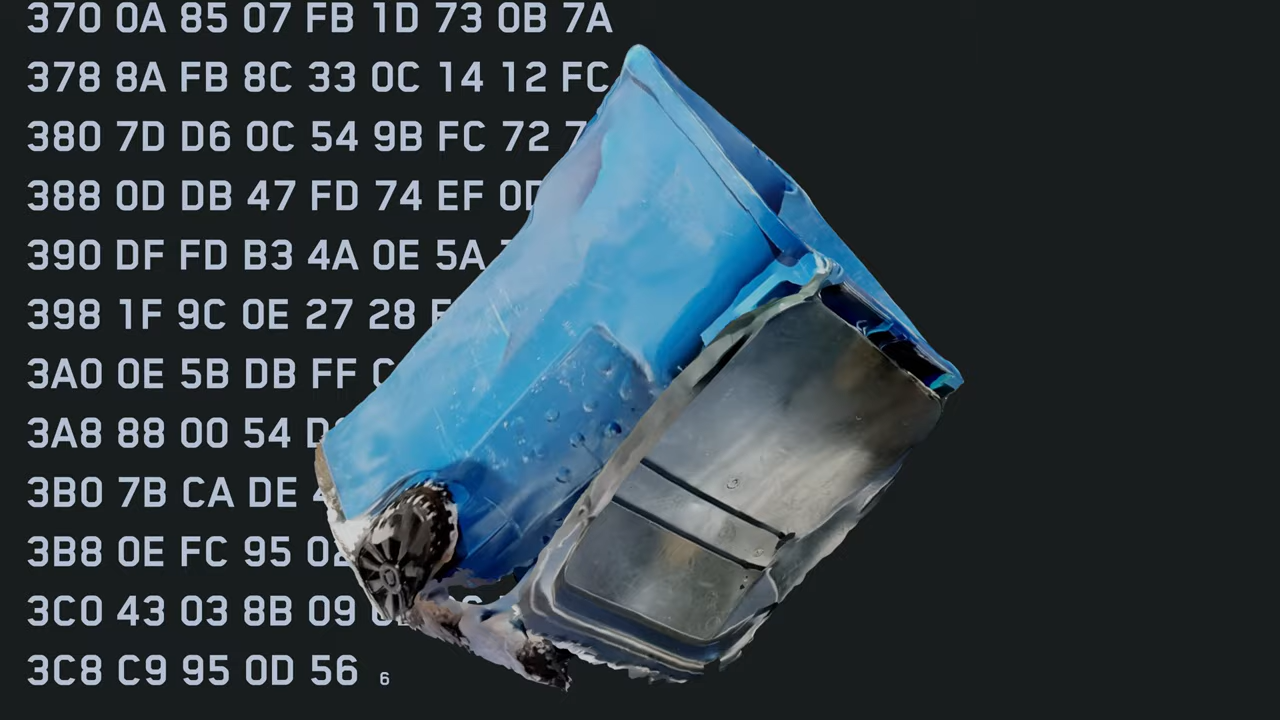 370 0A 85 07 FB 1D 73 0B 7A
378 8A FB 8C 33 0C 14 12 FC
380 7D D6 0C 54 9B FC 72
388 0D DB 47 FD 74 EF
390 DF FD B3 4A 0E 5A
398 1F 9C 0E 27 28
3A0 0E 5B DB FF
3A8 88 00 54
3B0 7B CA DE
3B8 0E FC 95
3C0 43 03 8B 09
3C8 C9 95 0D 56 6